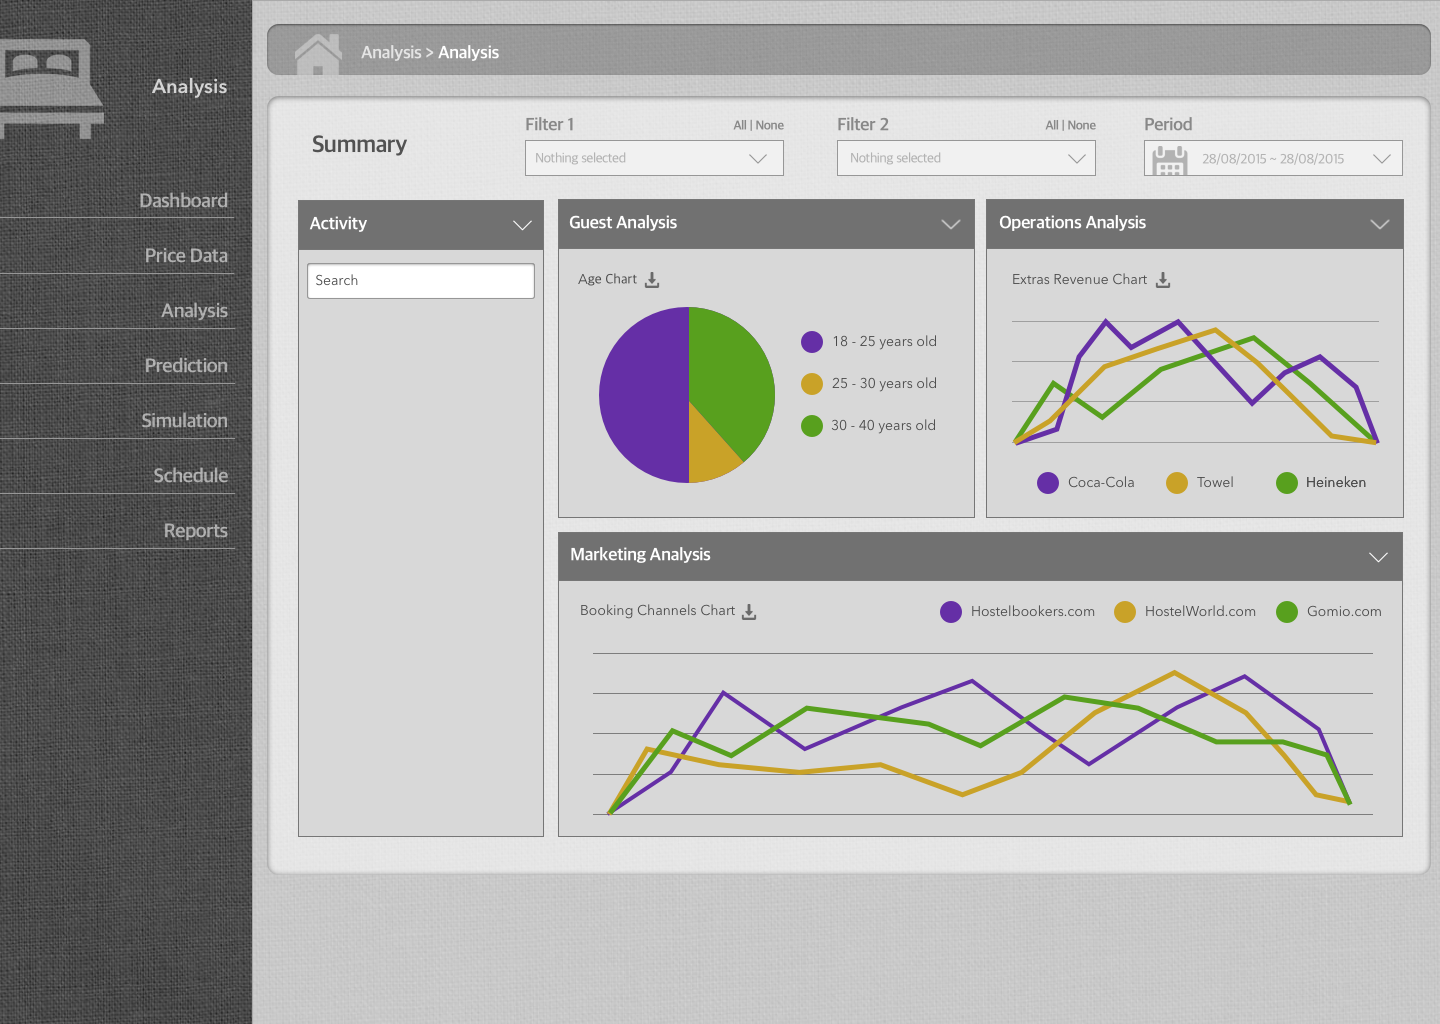 Analysis
Dashboard
Price Data
Analysis
Prediction
Simulation
Schedule
Reports
Analysis > Analysis
Summary
Filter 1 All | None
Nothing selected
Filter 2 All | None
Nothing selected
Period
28/08/2015 ~ 28/08/2015
Activity
Search
Guest Analysis
Age Chart
18 - 25 years old
25 - 30 years old
30 - 40 years old
Operations Analysis
Extras Revenue Chart
Coca-Cola Towel Heineken
Marketing Analysis
Booking Channels Chart
Hostelbookers.com HostelWorld.com Gomio.com